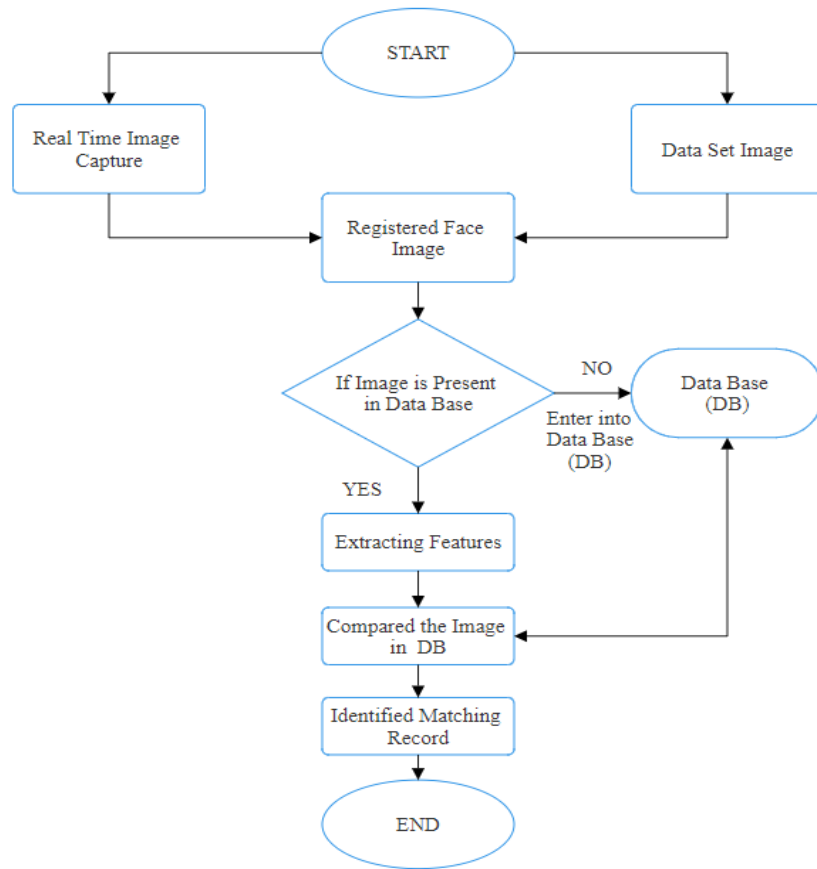 START
Real Time Image
Capture
Data Set Image
Registered Face
Image
If Image is Present
in Data Base
NO
Enter into
Data Base
(DB)
Data Base
(DB)
YES
Extracting Features
Compared the Image
in DB
Identified Matching
Record
END